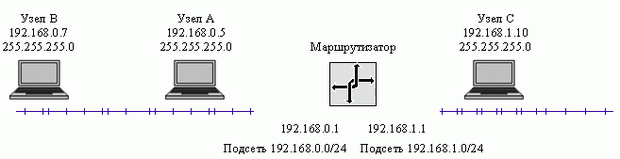 Узел B
192.168.0.7
255.255.255.0
Узел A
192.168.0.5
255.255.255.0
Маршрутизатор
Узел C
192.168.1.10
255.255.255.0
192.168.0.1
192.168.1.1
Подсеть 192.168.0.0/24
Подсеть 192.168.1.0/24